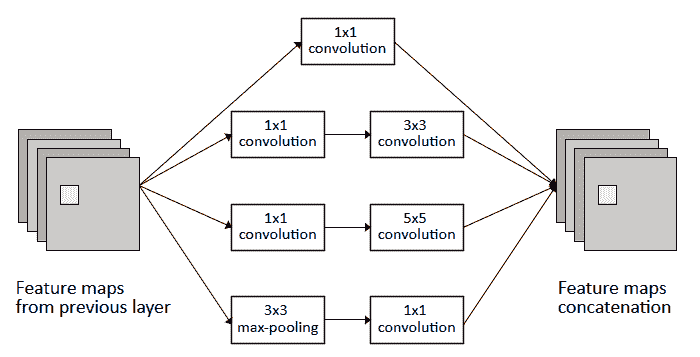 1x1
convolution
1x1
convolution
3x3
convolution
1x1
convolution
5x5
convolution
3x3
max-pooling
1x1
convolution
Feature maps
from previous layer
Feature maps
concatenation